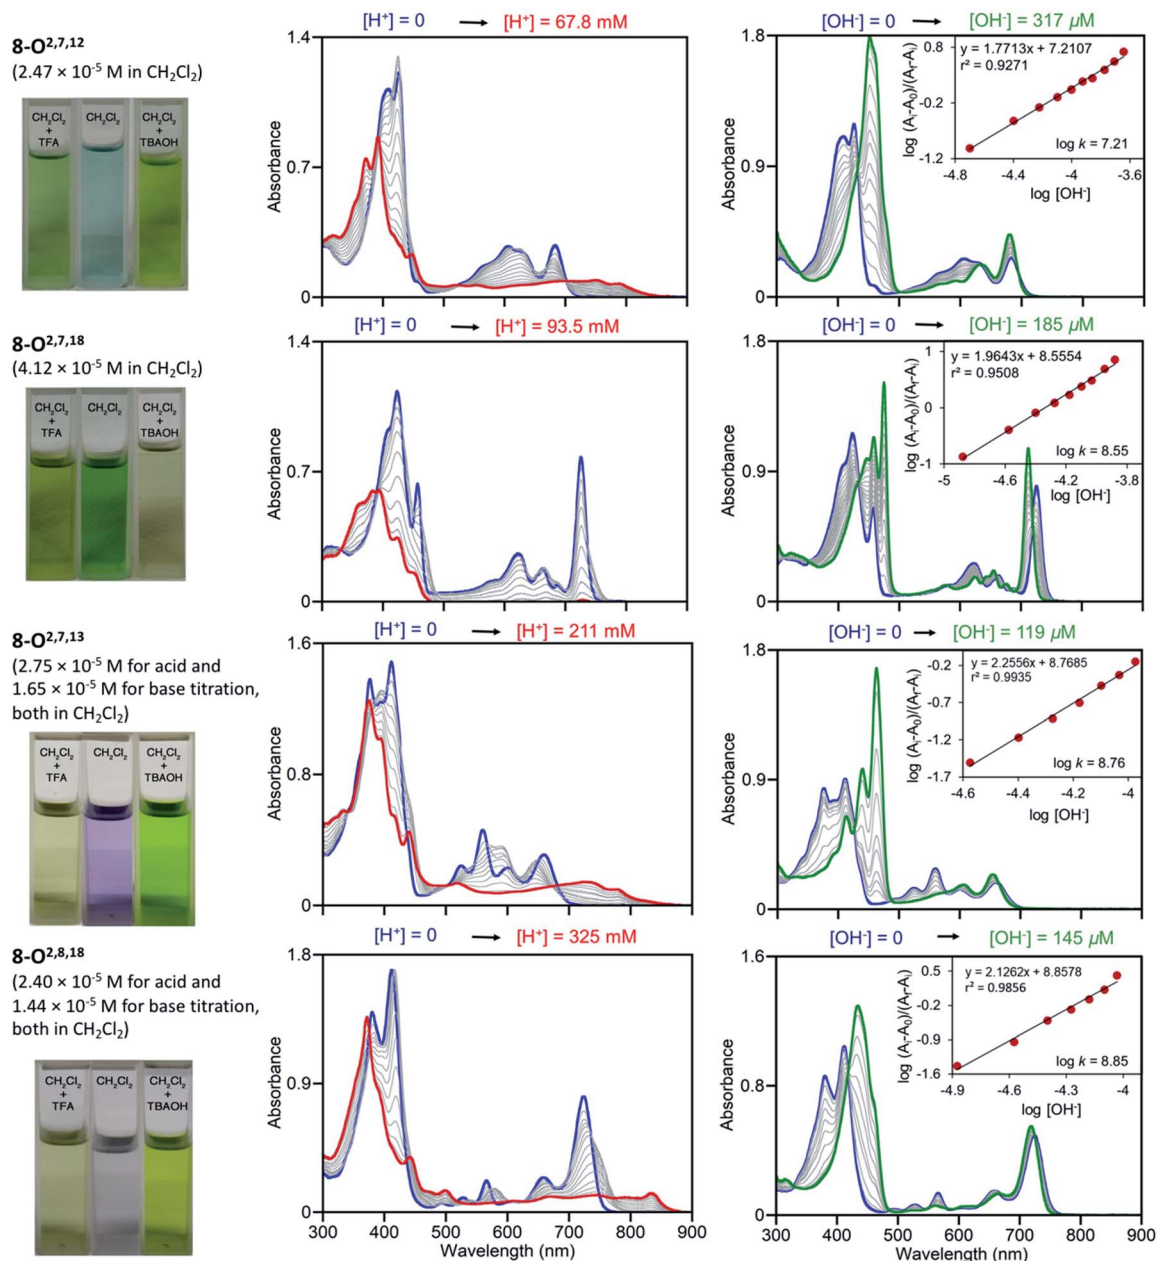 8-O2,7,12
(2.47 × 10-5 M in CH2Cl2)
CH2Cl2
+
TFA
CH2Cl2
CH2Cl2
+
TBAOH
[H+] = 0 → [H+] = 67.8 mM
1.4
0.7
0
Absorbance
[OH-] = 0 → [OH-] = 317 µM
1.8
0.9
0
Absorbance
y = 1.7713x + 7.2107
r² = 0.9271
log k = 7.21
0.8
-0.2
-1.2
-4.8 -4.4 -4 -3.6
log [OH-]
log (Ai-A0)/(Af-Ai)
8-O2,7,18
(4.12 × 10-5 M in CH2Cl2)
CH2Cl2
+
TFA
CH2Cl2
CH2Cl2
+
TBAOH
[H+] = 0 → [H+] = 93.5 mM
1.4
0.7
0
Absorbance
[OH-] = 0 → [OH-] = 185 µM
1.8
0.9
0
Absorbance
y = 1.9643x + 8.5554
r² = 0.9508
log k = 8.55
1
0
-1
-5 -4.6 -4.2 -3.8
log [OH-]
log (Ai-A0)/(Af-Ai)
8-O2,7,13
(2.75 × 10-5 M for acid and
1.65 × 10-5 M for base titration,
both in CH2Cl2)
CH2Cl2
+
TFA
CH2Cl2
CH2Cl2
+
TBAOH
[H+] = 0 → [H+] = 211 mM
1.6
0.8
0
Absorbance
[OH-] = 0 → [OH-] = 119 µM
1.8
0.9
0
Absorbance
y = 2.2556x + 8.7685
r² = 0.9935
log k = 8.76
-0.2
-0.7
-1.2
-1.7
-4.6 -4.4 -4.2 -4
log [OH-]
log (Ai-A0)/(Af-Ai)
8-O2,8,18
(2.40 × 10-5 M for acid and
1.44 × 10-5 M for base titration,
both in CH2Cl2)
CH2Cl2
+
TFA
CH2Cl2
CH2Cl2
+
TBAOH
[H+] = 0 → [H+] = 325 mM
1.8
0.9
0
Absorbance
300 400 500 600 700 800 900
Wavelength (nm)
[OH-] = 0 → [OH-] = 145 µM
1.6
0.8
0
Absorbance
y = 2.1262x + 8.8578
r² = 0.9856
log k = 8.85
0.5
-0.2
-0.9
-1.6
-4.9 -4.6 -4.3 -4
log [OH-]
log (Ai-A0)/(Af-Ai)
300 400 500 600 700 800 900
Wavelength (nm)